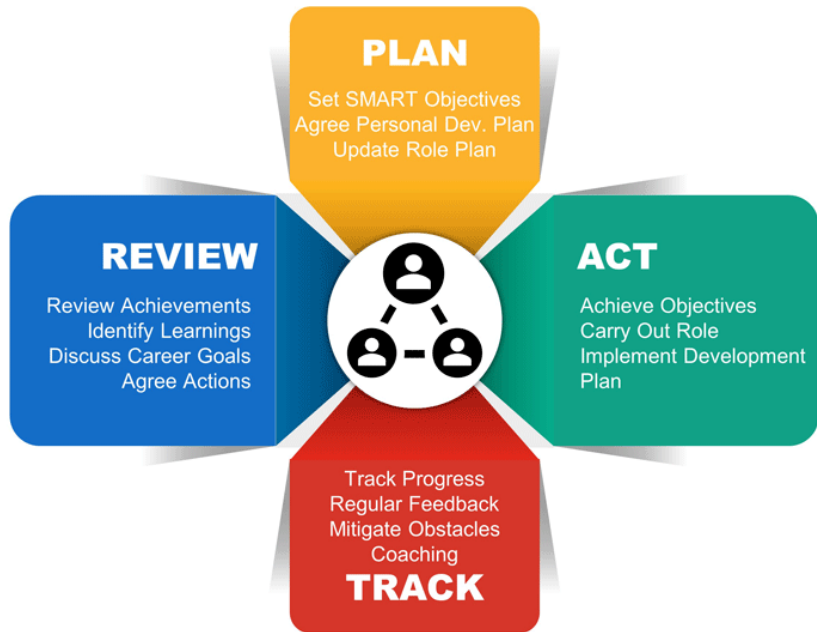 PLAN
Set SMART Objectives
Agree Personal Dev. Plan
Update Role Plan
REVIEW
Review Achievements
Identify Learnings
Discuss Career Goals
Agree Actions
ACT
Achieve Objectives
Carry Out Role
Implement Development
Plan
Track Progress
Regular Feedback
Mitigate Obstacles
Coaching
TRACK